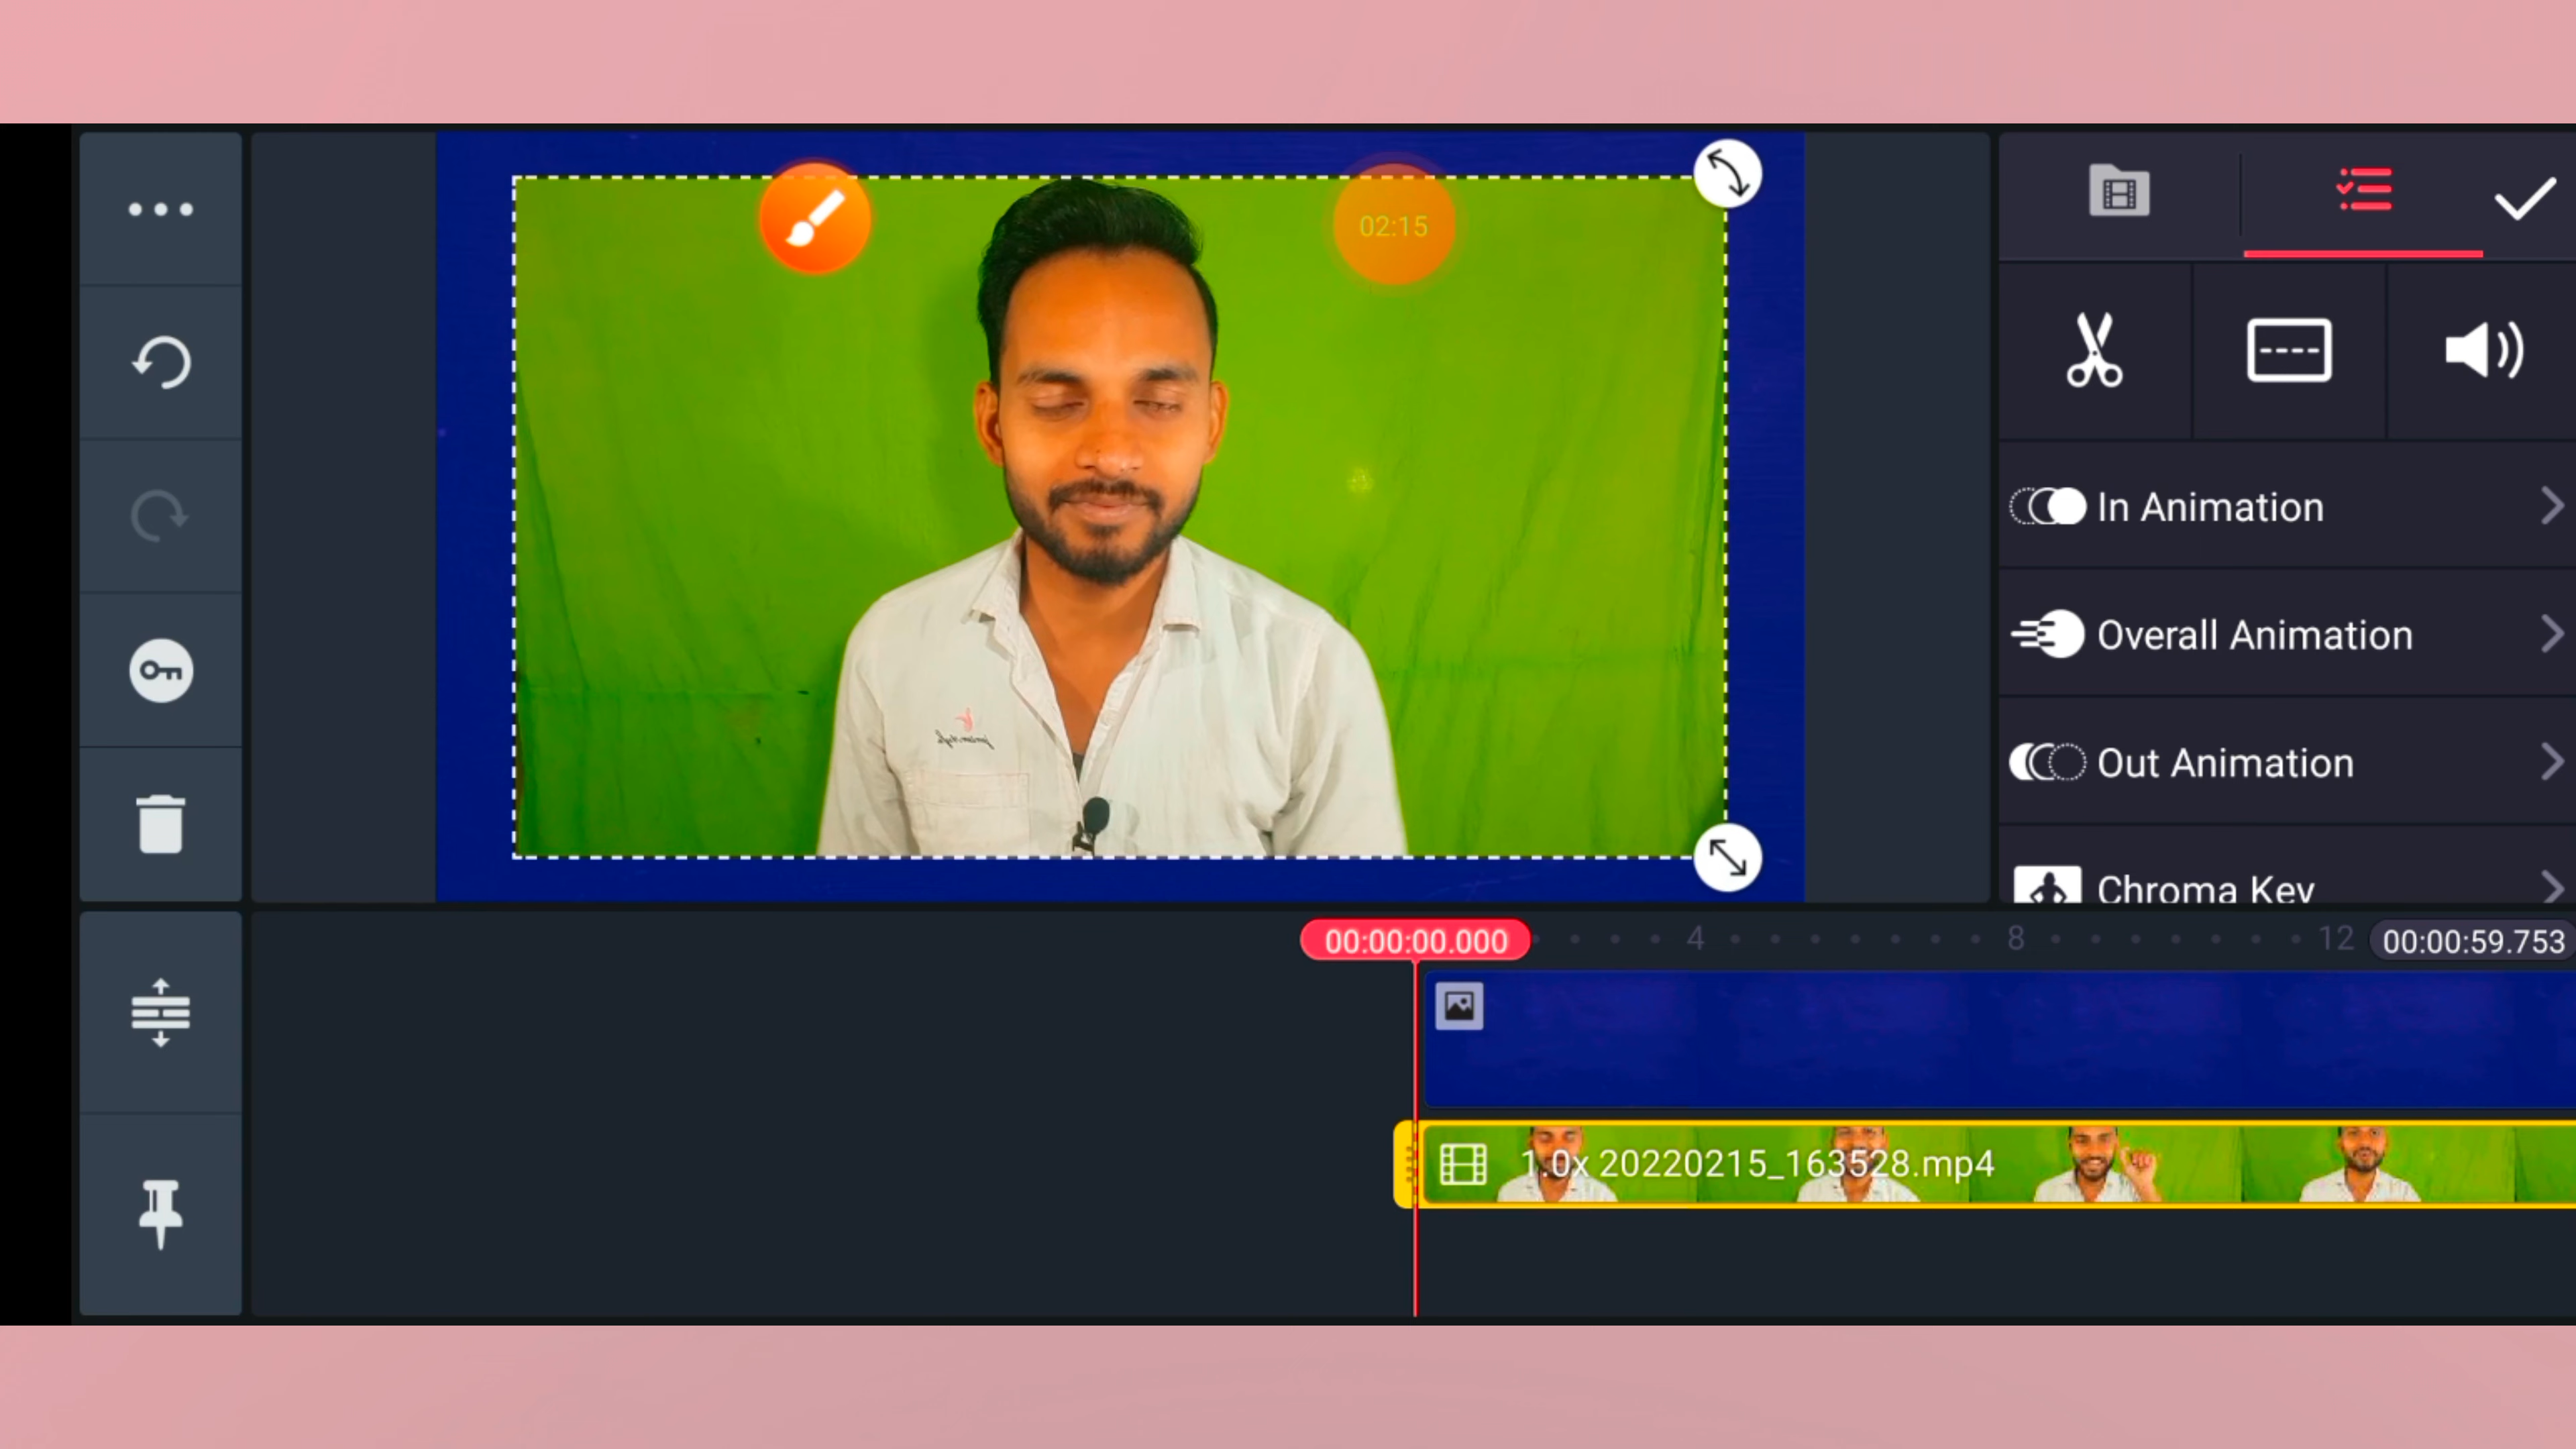 02:15
In Animation
Overall Animation
Out Animation
Chroma Key
00:00:00.000
4
8
12
00:00:59.753
1.0x 20220215_163528.mp4